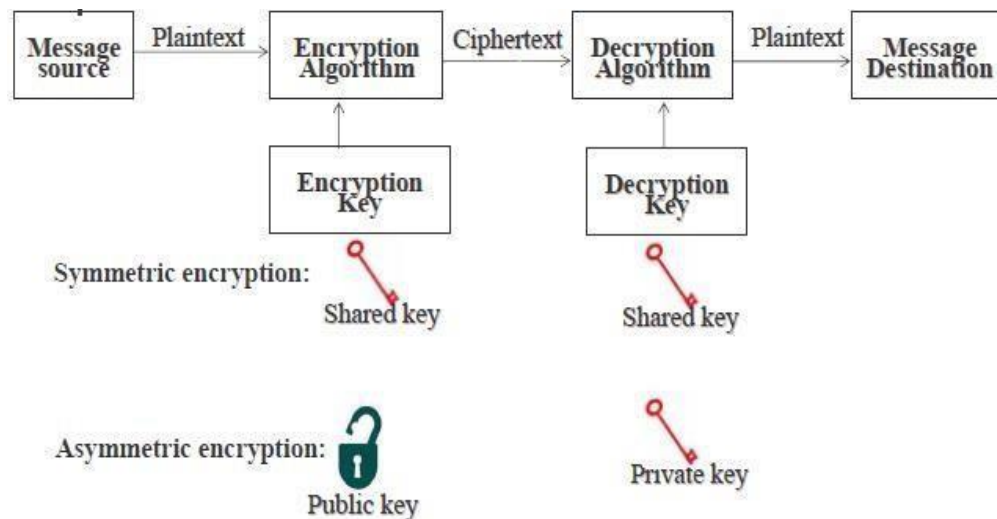 Message
source
Plaintext
Encryption
Algorithm
Ciphertext
Decryption
Algorithm
Plaintext
Message
Destination
Encryption
Key
Decryption
Key
Symmetric encryption:
Shared key
Shared key
Asymmetric encryption:
Public key
Private key